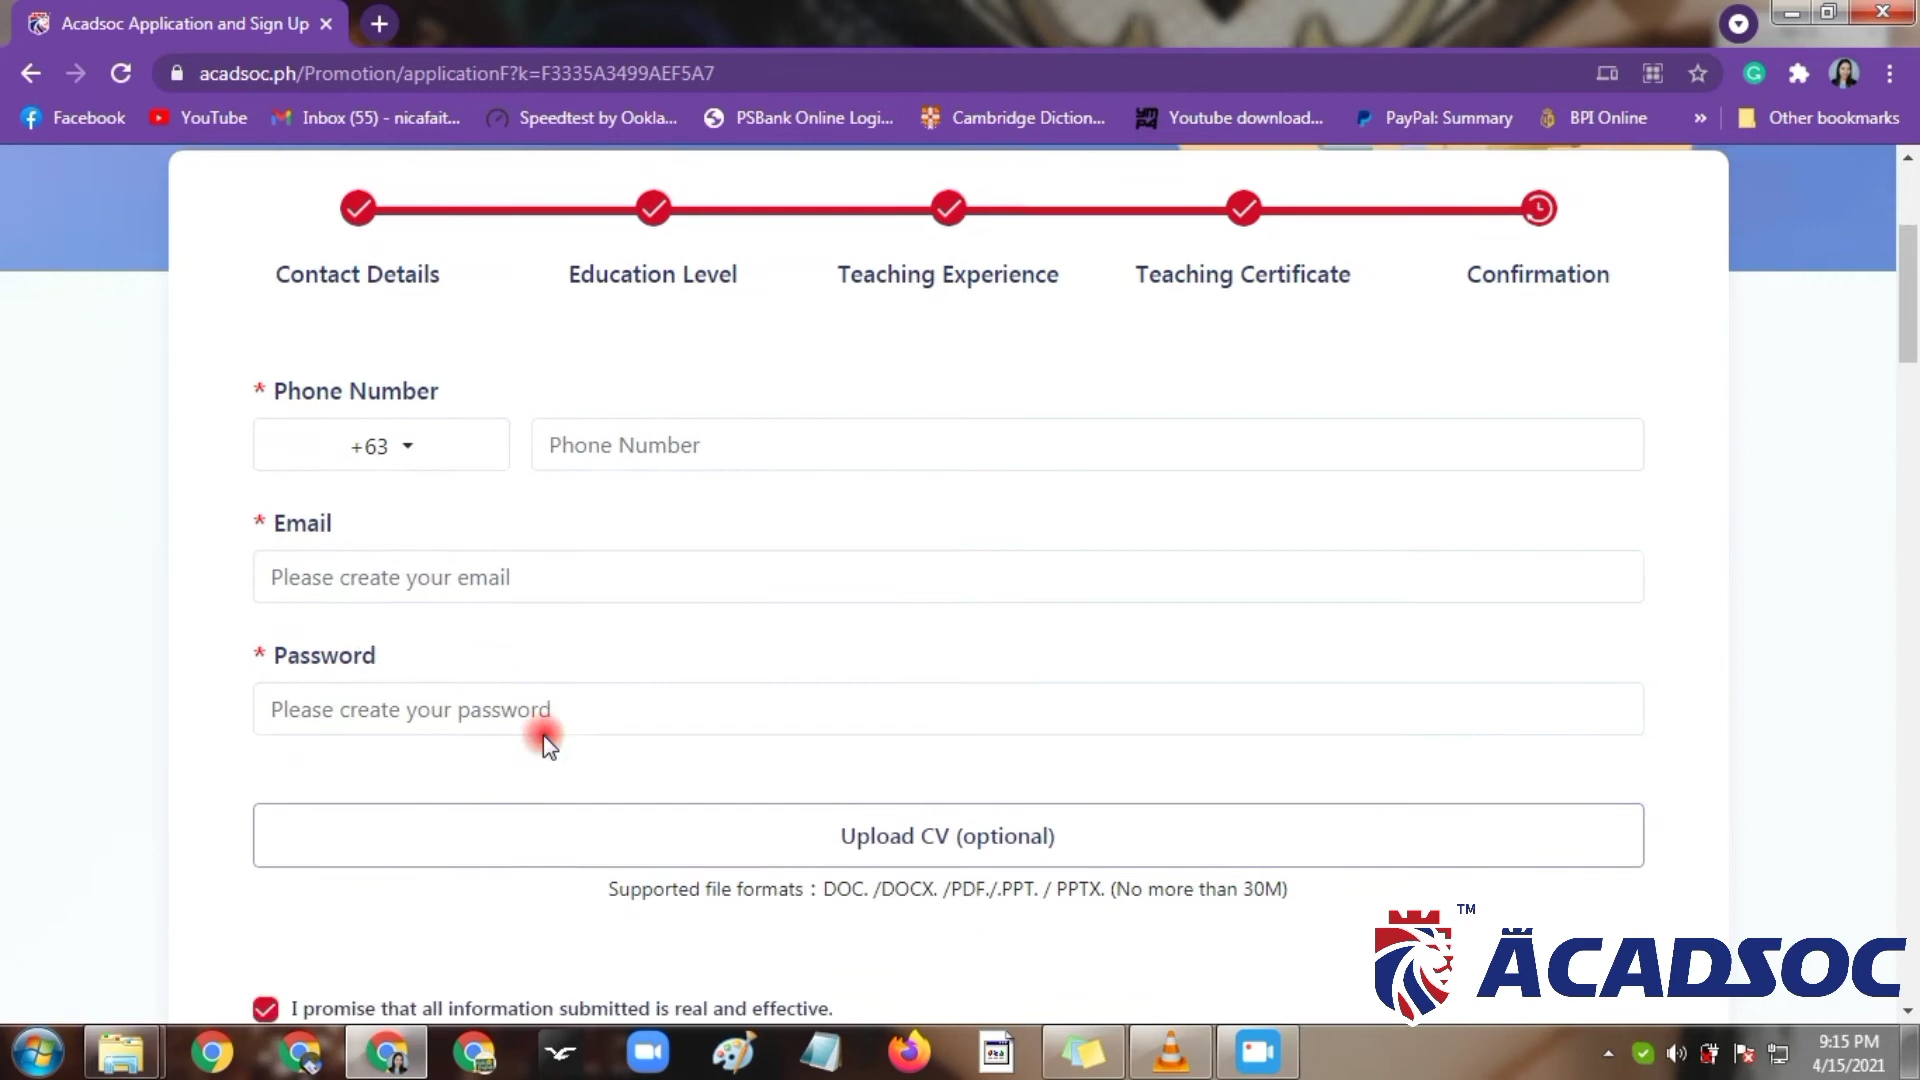 Acadsoc Application and Sign Up
acadsoc.ph/Promotion/applicationF?k=F3335A3499AEF5A7
Facebook YouTube Inbox (55) - nicafait... Speedtest by Ookla... PSBank Online Logi... Cambridge Diction... Youtube download... PayPal: Summary BPI Online » Other bookmarks
Contact Details Education Level Teaching Experience Teaching Certificate Confirmation
* Phone Number
+63 Phone Number
* Email
Please create your email
* Password
Please create your password
Upload CV (optional)
Supported file formats : DOC. /DOCX. /PDF./.PPT. / PPTX. (No more than 30M)
TM
ACADSOC
I promise that all information submitted is real and effective.
9:15 PM
4/15/2021